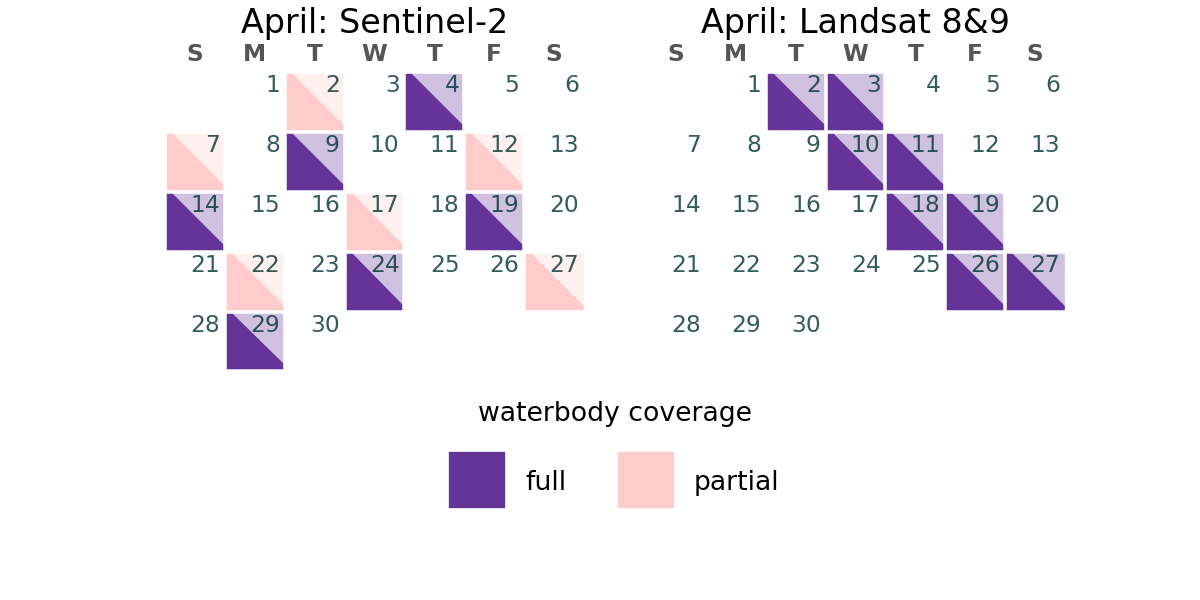 April: Sentinel-2
S M T W T F S
1 2 3 4 5 6
7 8 9 10 11 12 13
14 15 16 17 18 19 20
21 22 23 24 25 26 27
28 29 30
April: Landsat 8&9
S M T W T F S
1 2 3 4 5 6
7 8 9 10 11 12 13
14 15 16 17 18 19 20
21 22 23 24 25 26 27
28 29 30
waterbody coverage
full partial